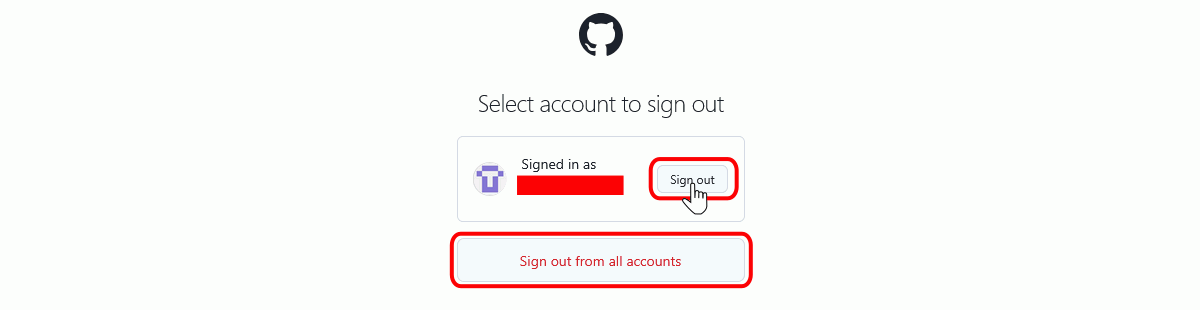 Select account to sign out
Signed in as
Sign out
Sign out from all accounts